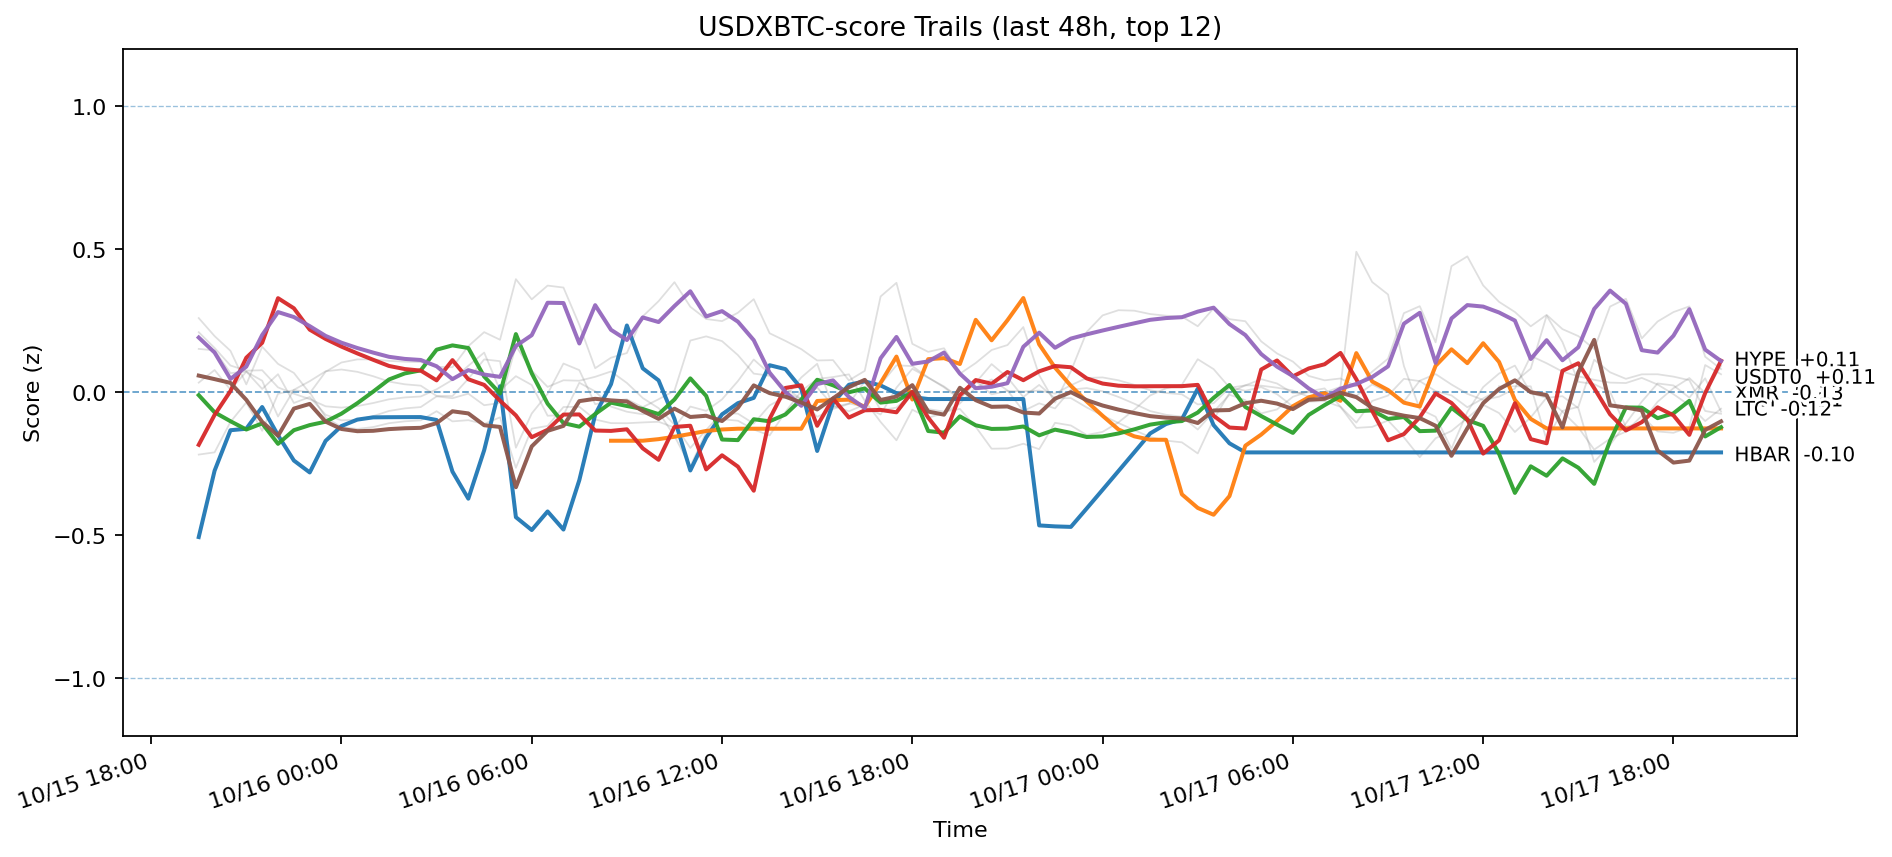 USDXBTC-score Trails (last 48h, top 12)
Score (z)
1.0
0.5
0.0
−0.5
−1.0
HYPE +0.11
USDT0 +0.11
XMR -0.13
LTC -0.12
HBAR -0.10
10/15 18:00
10/16 00:00
10/16 06:00
10/16 12:00
10/16 18:00
10/17 00:00
10/17 06:00
10/17 12:00
10/17 18:00
Time